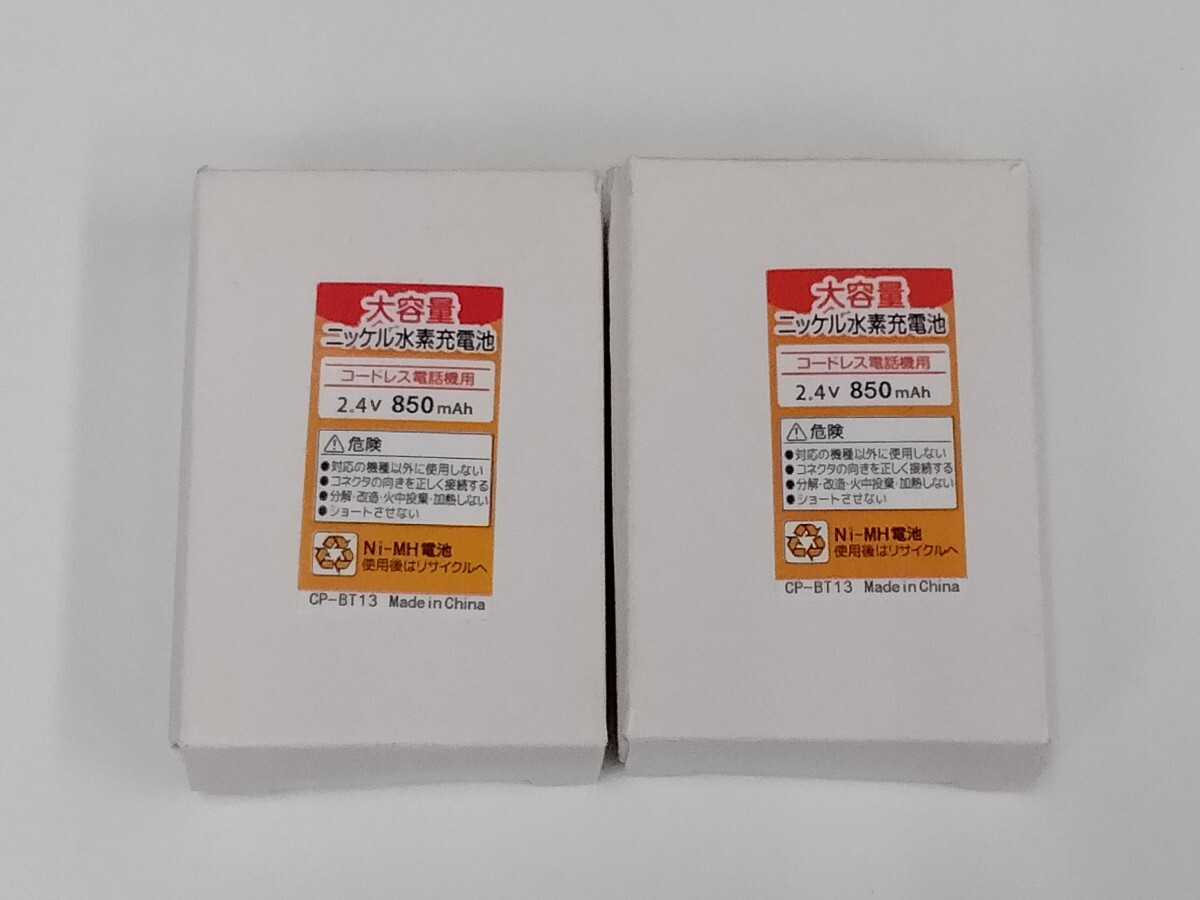 大容量
ニッケル水素充電池
コードレス電話機用
2.4V 850mAh
⚠危険
●対応の機種以外に使用しない
●コネクタの向きを正しく接続する
●分解・改造・火中投棄・加熱しない
●ショートさせない
Ni-MH電池
使用後はリサイクルへ
CP-BT13 Made in China
大容量
ニッケル水素充電池
コードレス電話機用
2.4V 850mAh
⚠危険
●対応の機種以外に使用しない
●コネクタの向きを正しく接続する
●分解・改造・火中投棄・加熱しない
●ショートさせない
Ni-MH電池
使用後はリサイクルへ
CP-BT13 Made in China